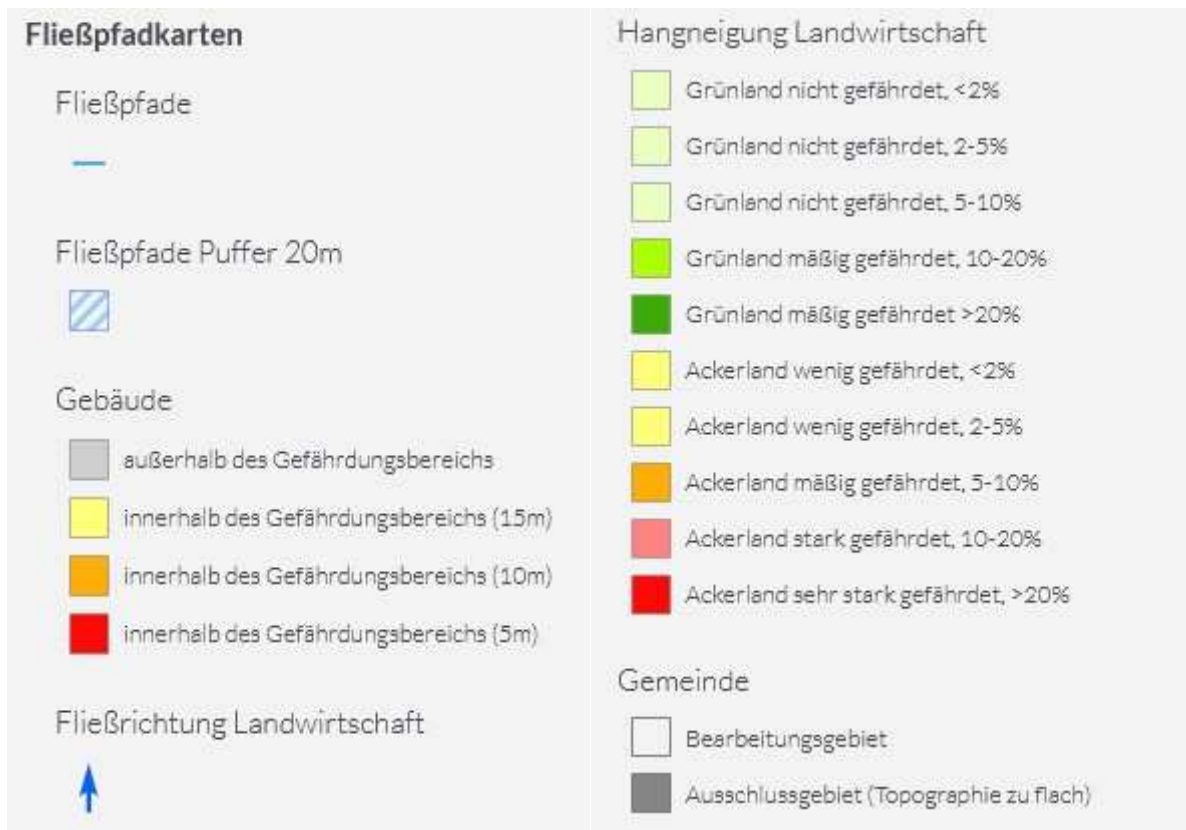 Fließpfadkarten
Fließpfade
Fließpfade Puffer 20m
Gebäude
außerhalb des Gefährdungsbereichs
innerhalb des Gefährdungsbereichs (15m)
innerhalb des Gefährdungsbereichs (10m)
innerhalb des Gefährdungsbereichs (5m)
Fließrichtung Landwirtschaft
Hangneigung Landwirtschaft
Grünland nicht gefährdet, <2%
Grünland nicht gefährdet, 2-5%
Grünland nicht gefährdet, 5-10%
Grünland mäßig gefährdet, 10-20%
Grünland mäßig gefährdet >20%
Ackerland wenig gefährdet, <2%
Ackerland wenig gefährdet, 2-5%
Ackerland mäßig gefährdet, 5-10%
Ackerland stark gefährdet, 10-20%
Ackerland sehr stark gefährdet, >20%
Gemeinde
Bearbeitungsgebiet
Ausschlussgebiet (Topographie zu flach)